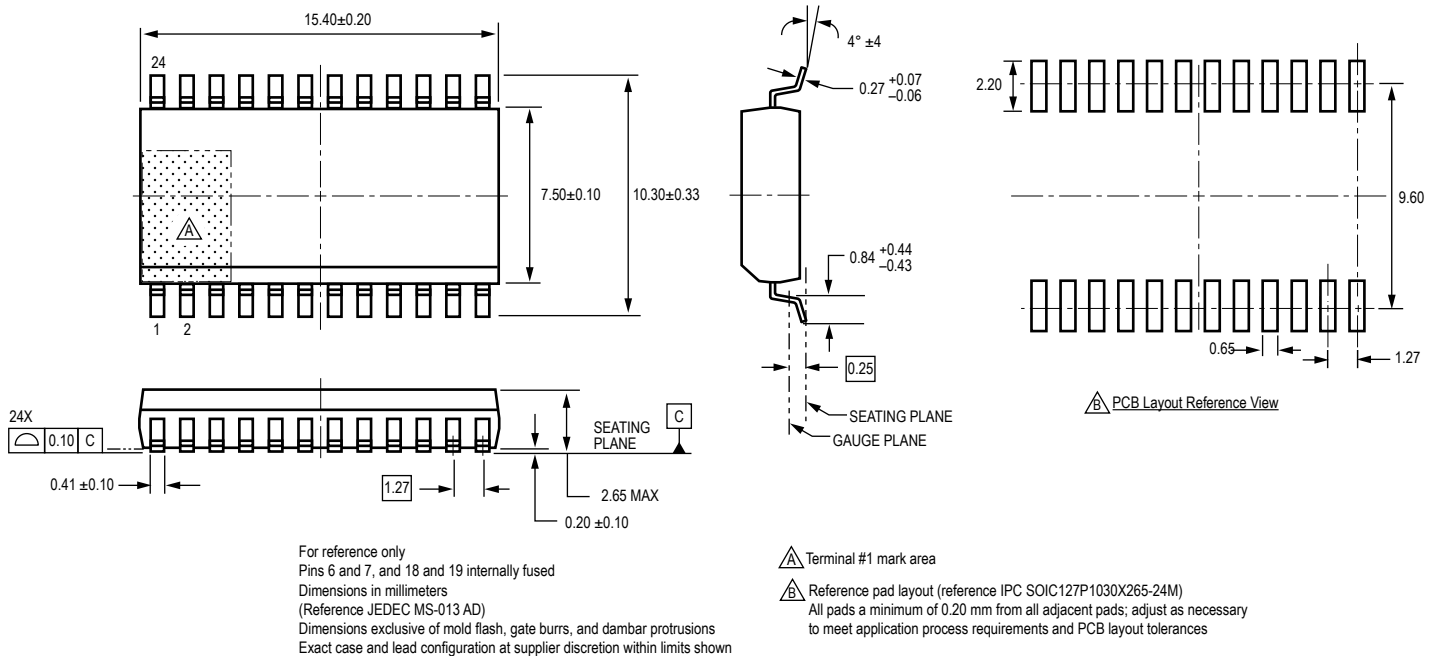 15.40±0.20
24
7.50±0.10
10.30±0.33
A
1 2
4° ±4
0.27 +0.07 –0.06
0.84 +0.44 –0.43
0.25
SEATING PLANE
GAUGE PLANE
2.20
9.60
0.65
1.27
B PCB Layout Reference View
24X
0.10 C
0.41 ±0.10
1.27
SEATING
PLANE
C
2.65 MAX
0.20 ±0.10
For reference only
Pins 6 and 7, and 18 and 19 internally fused
Dimensions in millimeters
(Reference JEDEC MS-013 AD)
Dimensions exclusive of mold flash, gate burrs, and dambar protrusions
Exact case and lead configuration at supplier discretion within limits shown
A Terminal #1 mark area
B Reference pad layout (reference IPC SOIC127P1030X265-24M)
All pads a minimum of 0.20 mm from all adjacent pads; adjust as necessary
to meet application process requirements and PCB layout tolerances